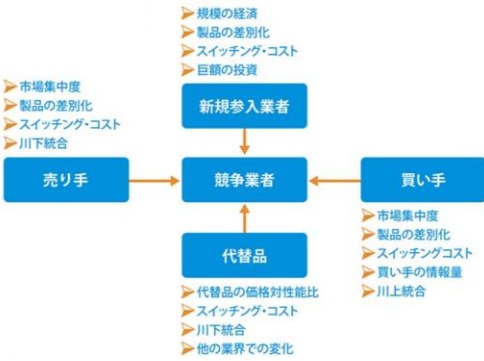 規模の経済
製品の差別化
スイッチング・コスト
巨額の投資
新規参入業者
市場集中度
製品の差別化
スイッチング・コスト
川下統合
売り手
競争業者
買い手
市場集中度
製品の差別化
スイッチングコスト
買い手の情報量
川上統合
代替品
代替品の価格対性能比
スイッチング・コスト
川下統合
他の業界での変化